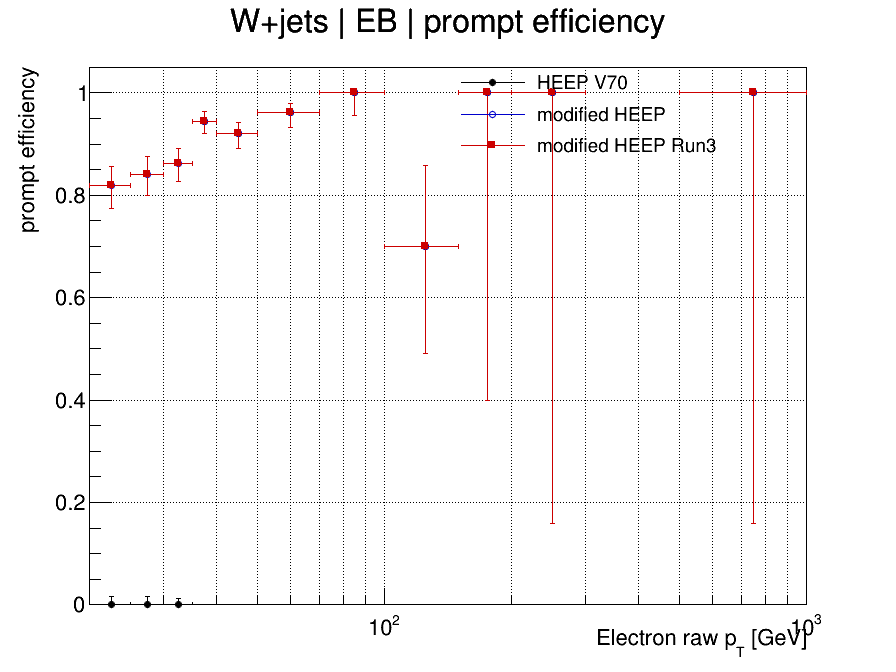 W+jets | EB | prompt efficiency
prompt efficiency
HEEP V70
modified HEEP
modified HEEP Run3
1
0.8
0.6
0.4
0.2
0
10²
10³
Electron raw p_T [GeV]